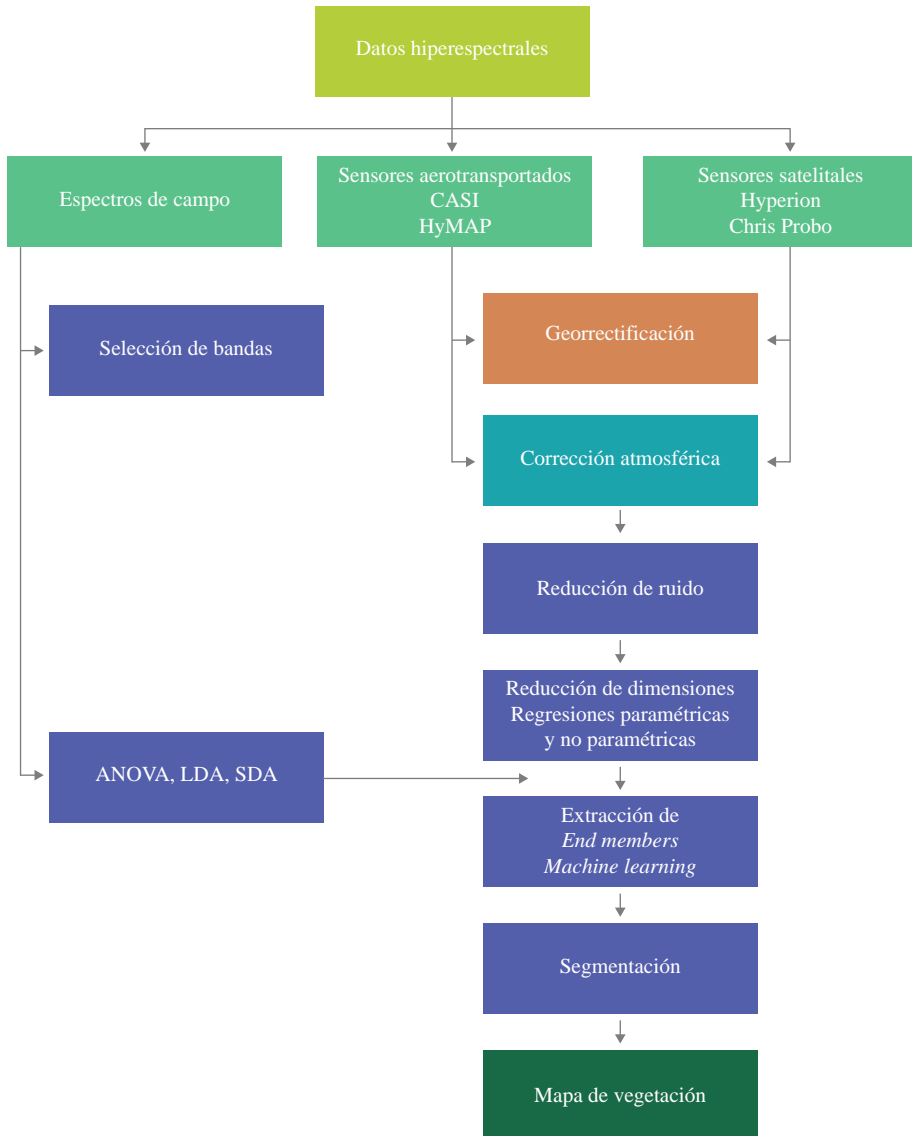 Datos hiperespectrales
Espectros de campo
Sensores aerotransportados
CASI
HyMAP
Sensores satelitales
Hyperion
Chris Probo
Selección de bandas
Georrectificación
Corrección atmosférica
Reducción de ruido
Reducción de dimensiones
Regresiones paramétricas
y no paramétricas
ANOVA, LDA, SDA
Extracción de
End members
Machine learning
Segmentación
Mapa de vegetación